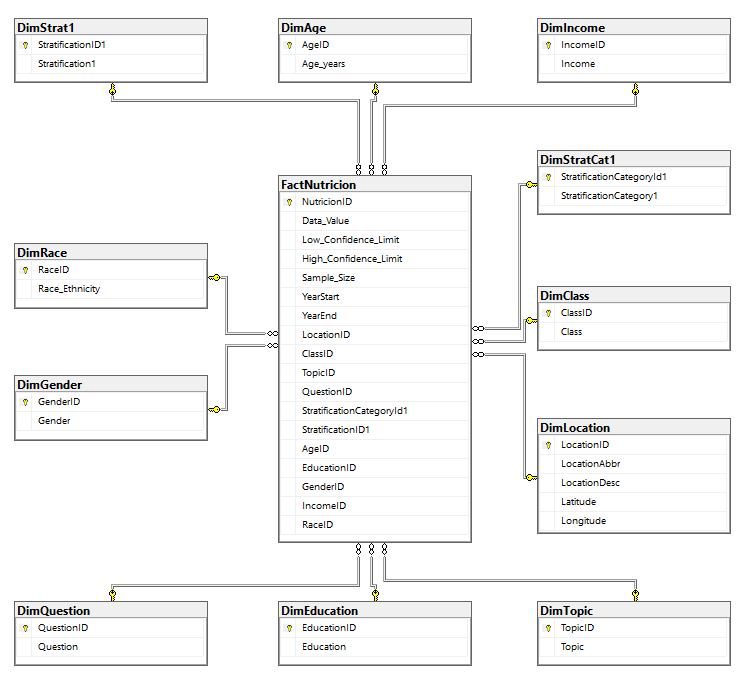 DimStrat1
StratificationID1
Stratification1
DimAge
AgeID
Age_years
DimIncome
IncomeID
Income
DimStratCat1
StratificationCategoryId1
StratificationCategory1
FactNutricion
NutricionID
Data_Value
Low_Confidence_Limit
High_Confidence_Limit
Sample_Size
YearStart
YearEnd
LocationID
ClassID
TopicID
QuestionID
StratificationCategoryId1
StratificationID1
AgeID
EducationID
GenderID
IncomeID
RaceID
DimRace
RaceID
Race_Ethnicity
DimClass
ClassID
Class
DimGender
GenderID
Gender
DimLocation
LocationID
LocationAbbr
LocationDesc
Latitude
Longitude
DimQuestion
QuestionID
Question
DimEducation
EducationID
Education
DimTopic
TopicID
Topic